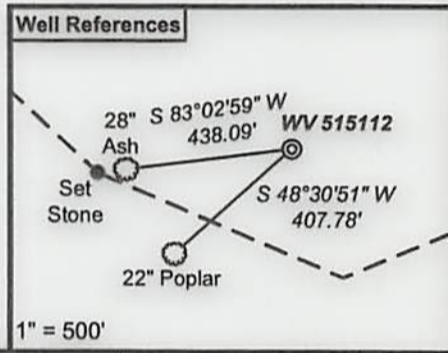 Well References
28" S 83°02'59" W
Ash 438.09' WV 515112
Set
Stone
S 48°30'51" W
407.78'
22" Poplar
1" = 500'